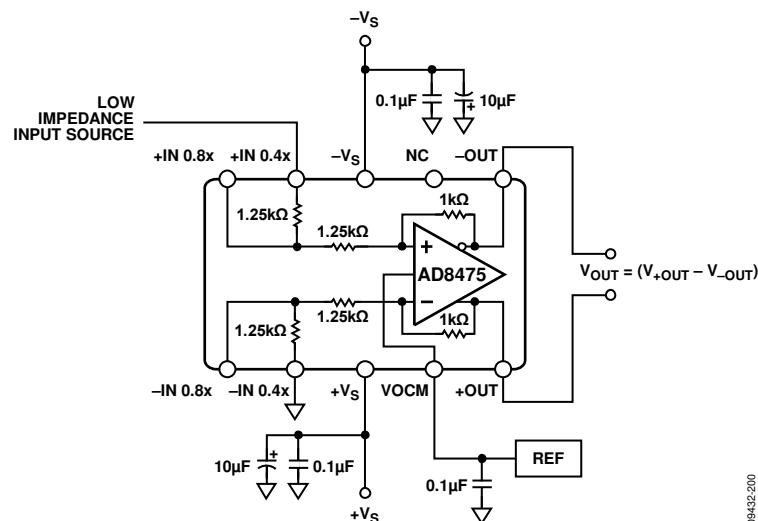 –VS
LOW
IMPEDANCE
INPUT SOURCE
0.1µF
10µF
+
+IN 0.8x
+IN 0.4x
–VS
NC
–OUT
1.25kΩ
1.25kΩ
1kΩ
+
AD8475
–
VOUT = (V+OUT – V–OUT)
1.25kΩ
1.25kΩ
1kΩ
–IN 0.8x
–IN 0.4x
+VS
VOCM
+OUT
10µF
+
0.1µF
0.1µF
REF
+VS
09432-200